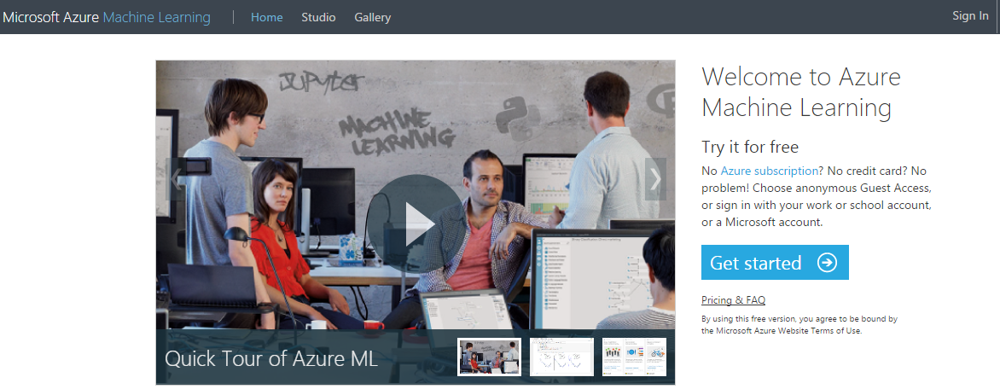 Microsoft Azure Machine Learning
Home
Studio
Gallery
Sign In
JUPyter
MACHINE
LEARNING
R
Quick Tour of Azure ML
Welcome to Azure
Machine Learning
Try it for free
No Azure subscription? No credit card? No
problem! Choose anonymous Guest Access,
or sign in with your work or school account,
or a Microsoft account.
Get started
Pricing & FAQ
By using this free version, you agree to be bound by
the Microsoft Azure Website Terms of Use.